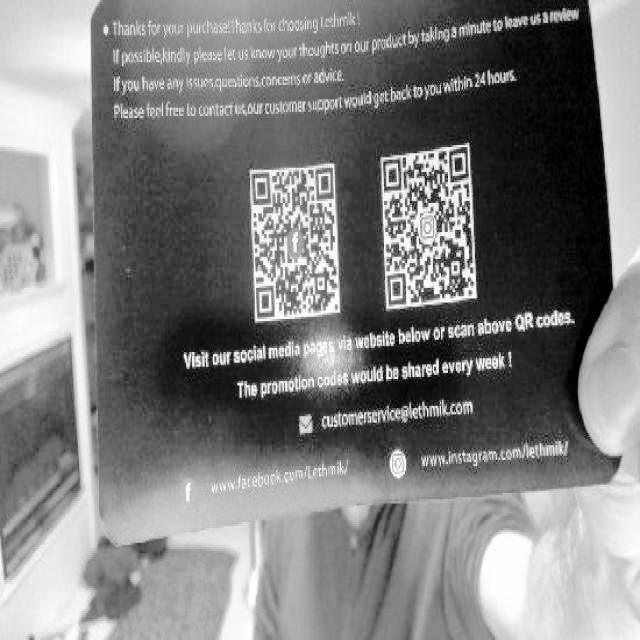 Thanks for your purchase!Thanks for choosing Lethmik!
If possible,kindly please let us know your thoughts on our product by taking a minute to leave us a review
If you have any issues,questions,concerns or advice.
Please feel free to contact us,our customer support would get back to you within 24 hours.
Visit our social media pages via website below or scan above QR codes.
The promotion codes would be shared every week !
customerservice@lethmik.com
f www.facebook.com/Lethmik/
www.instagram.com/lethmik/